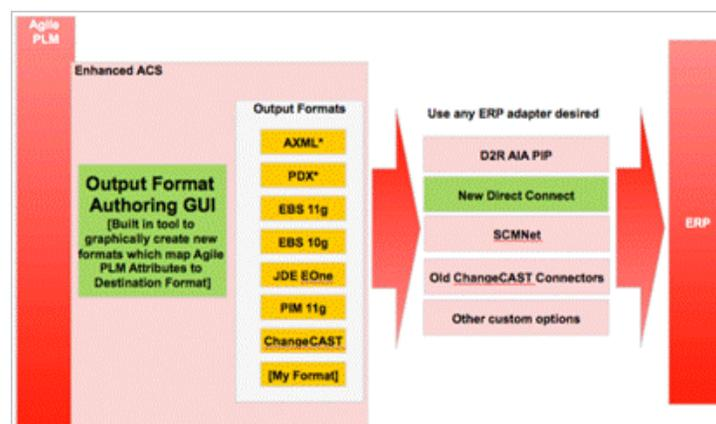 Agile
PLM
Enhanced ACS
Output Formats
AXML*
PDX*
EBS 11g
EBS 10g
JDE EOne
PIM 11g
ChangeCAST
[My Format]
Output Format
Authoring GUI
[Built in tool to
graphically create new
formats which map Agile
PLM Attributes to
Destination Format]
Use any ERP adapter desired
D2R AIA PIP
New Direct Connect
SCMNet
Old ChangeCAST Connectors
Other custom options
ERP